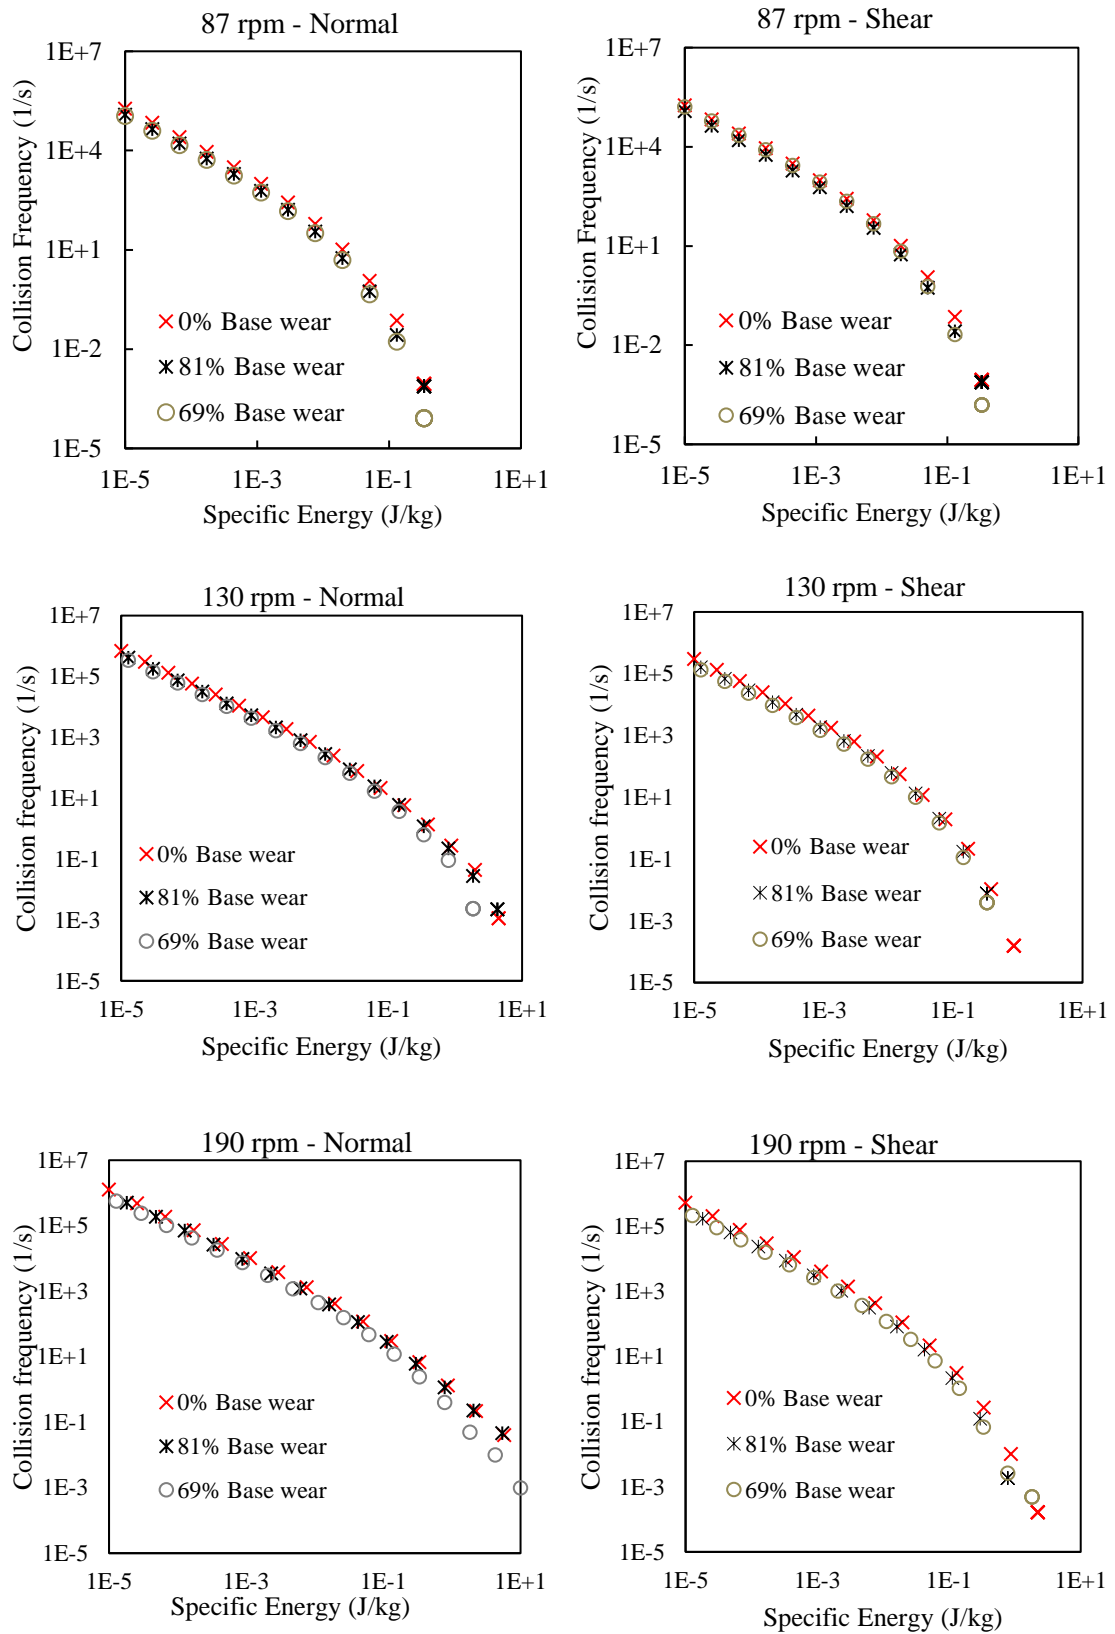 87 rpm - Normal
Collision Frequency (1/s)
1E+7
1E+4
1E+1
1E-2
1E-5
0% Base wear
81% Base wear
69% Base wear
1E-5 1E-3 1E-1 1E+1
Specific Energy (J/kg)
87 rpm - Shear
Collision Frequency (1/s)
1E+7
1E+4
1E+1
1E-2
1E-5
0% Base wear
81% Base wear
69% Base wear
1E-5 1E-3 1E-1 1E+1
Specific Energy (J/kg)
130 rpm - Normal
Collision frequency (1/s)
1E+7
1E+5
1E+3
1E+1
1E-1
1E-3
1E-5
0% Base wear
81% Base wear
69% Base wear
1E-5 1E-3 1E-1 1E+1
Specific Energy (J/kg)
130 rpm - Shear
Collision frequency (1/s)
1E+7
1E+5
1E+3
1E+1
1E-1
1E-3
1E-5
0% Base wear
81% Base wear
69% Base wear
1E-5 1E-3 1E-1 1E+1
Specific Energy (J/kg)
190 rpm - Normal
Collision frequency (1/s)
1E+7
1E+5
1E+3
1E+1
1E-1
1E-3
1E-5
0% Base wear
81% Base wear
69% Base wear
1E-5 1E-3 1E-1 1E+1
Specific Energy (J/kg)
190 rpm - Shear
Collision frequency (1/s)
1E+7
1E+5
1E+3
1E+1
1E-1
1E-3
1E-5
0% Base wear
81% Base wear
69% Base wear
1E-5 1E-3 1E-1 1E+1
Specific Energy (J/kg)